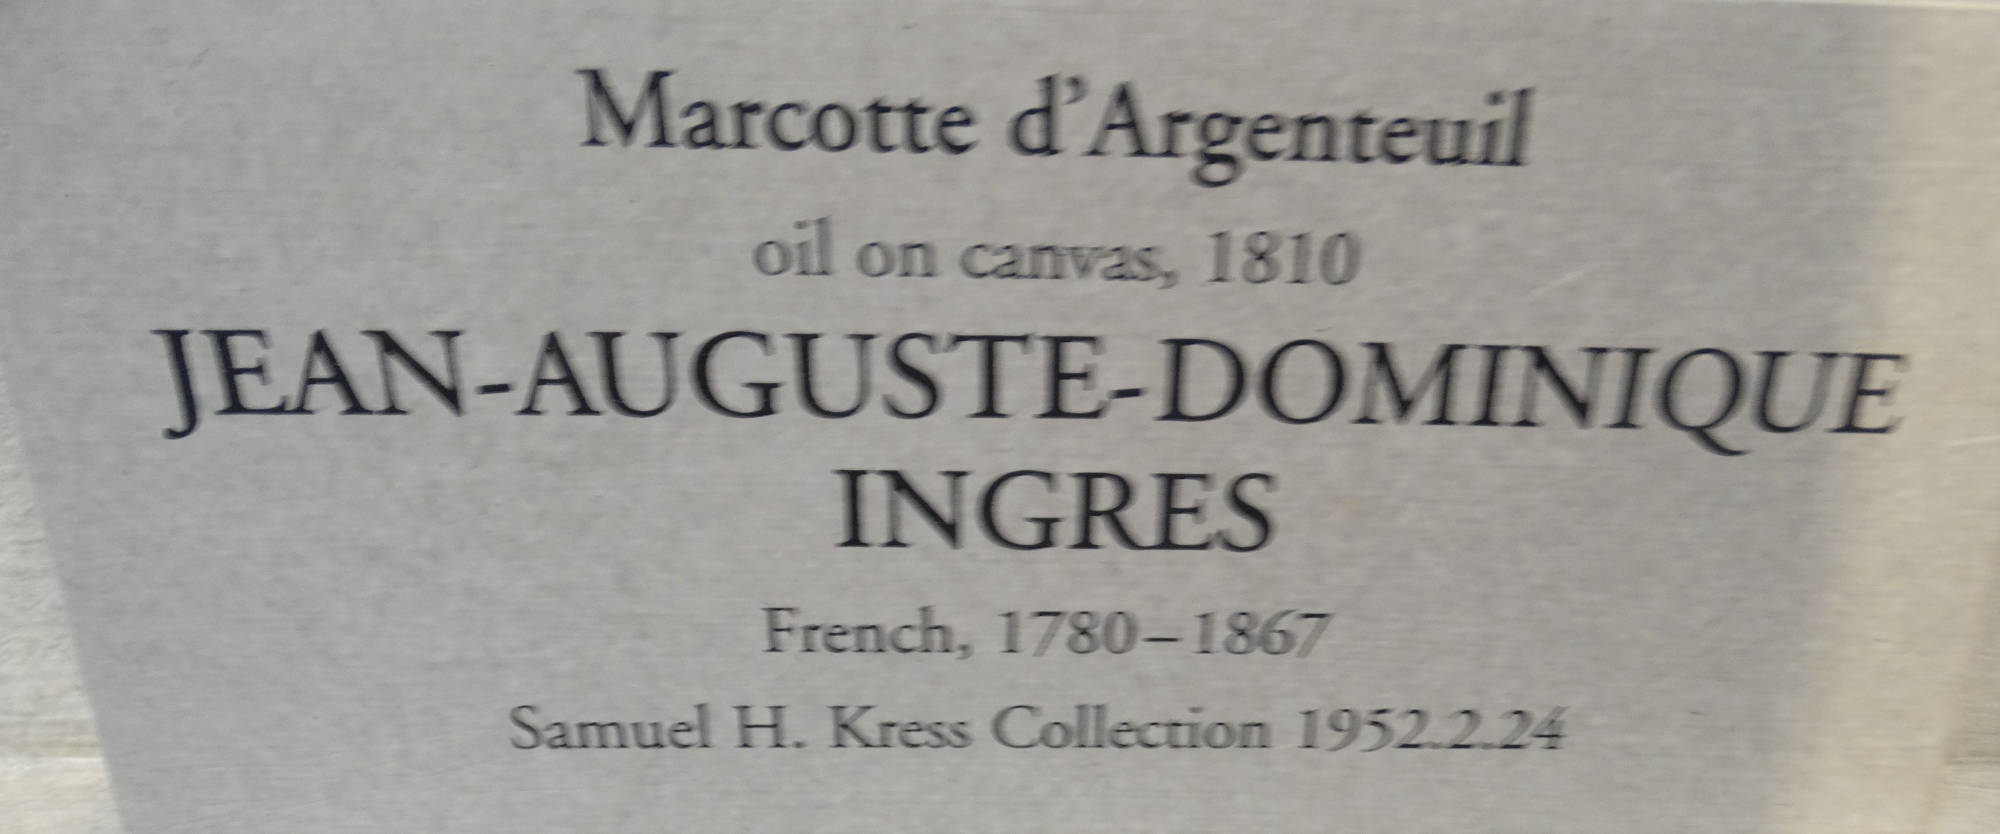 Marcotte d’Argenteuil
oil on canvas, 1810
JEAN-AUGUSTE-DOMINIQUE
INGRES
French, 1780–1867
Samuel H. Kress Collection 1952.2.24